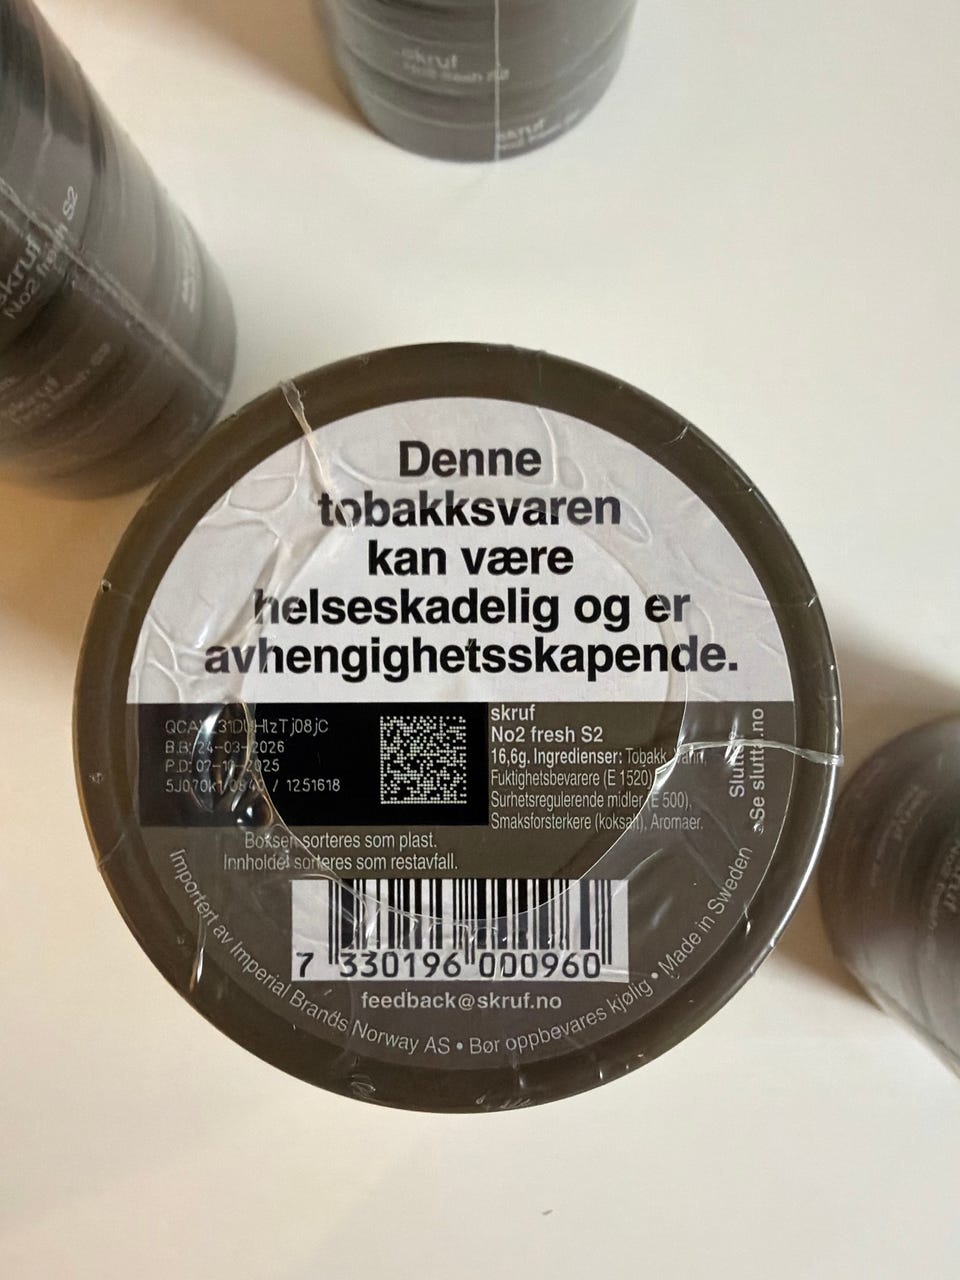 skruf
skruf
skruf
No2 fresh S2
Denne
tobakksvaren
kan være
helseskadelig og er
avhengighetsskapende.
B.B: 24-03-2026
P.D: 07-10-2025
/ 1251618
skruf
No2 fresh S2
16,6g. Ingredienser: Tobakk, Vann,
Fuktighetsbevarere (E 1520),
Surhetsregulerende midler (E 500),
Smaksforsterkere (koksalt), Aromaer.
Se slutta.no
Boksen sorteres som plast.
Innholdet sorteres som restavfall.
7 330196 000960
feedback@skruf.no
Importert av Imperial Brands Norway AS • Bør oppbevares kjølig • Made in Sweden